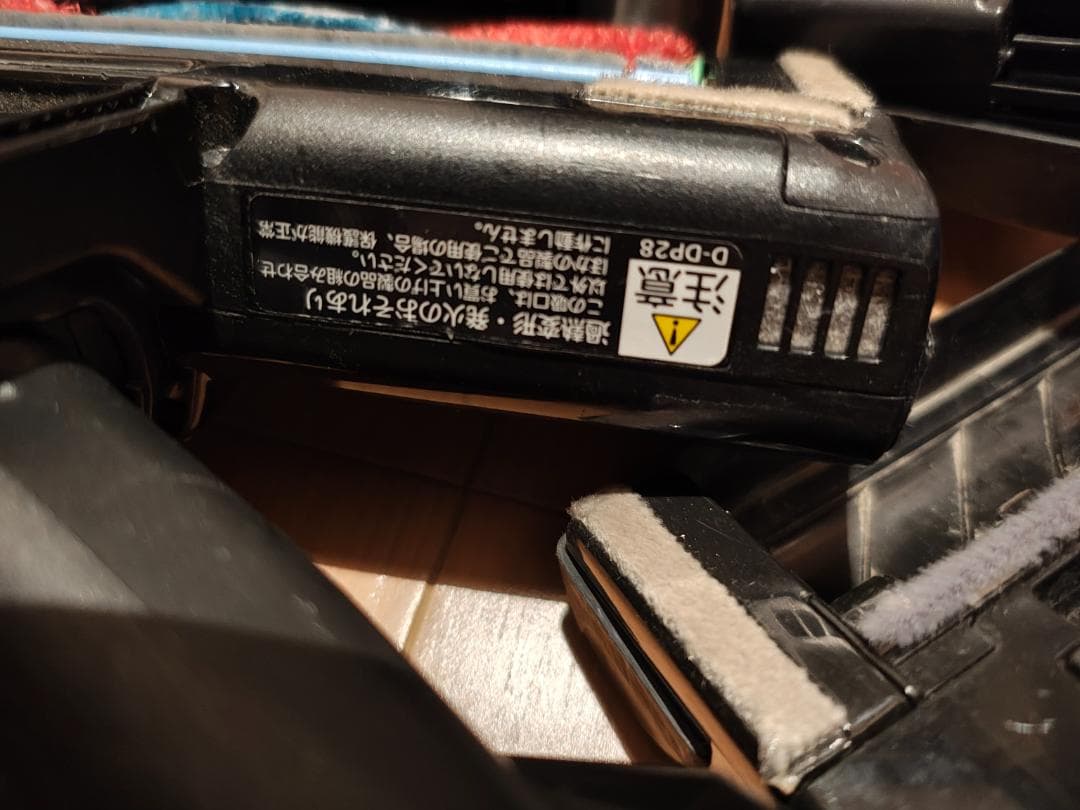 注意
D-DP28
過熱変形・発火のおそれあり
この吸口は、お買い上げの製品の組み合わせ
以外では使用しないでください。
ほかの製品でご使用の場合、保護機能が正常
に作動しません。